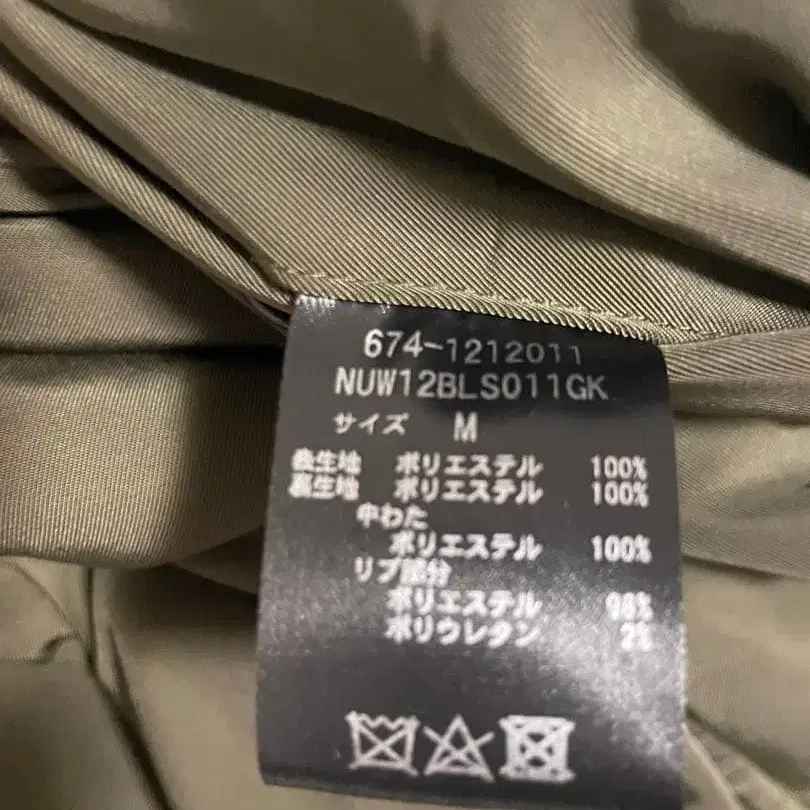 674-1212011
NUW12BLS011GK
サイズ M
表生地 ポリエステル 100%
裏生地 ポリエステル 100%
中わた
ポリエステル 100%
リブ部分
ポリエステル 98%
ポリウレタン 2%